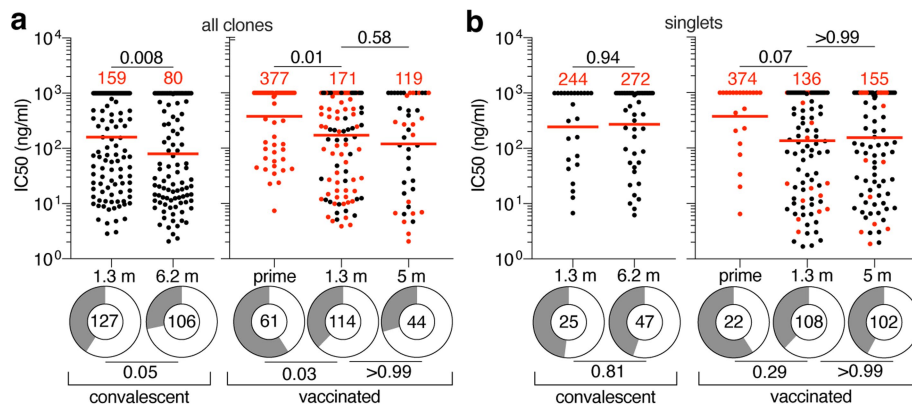 a all clones
10⁴ 10³ 10² 10¹ 10⁰
IC50 (ng/ml)
0.008 0.01 0.58
159 80 377 171 119
1.3 m 6.2 m prime 1.3 m 5 m
127 106 61 114 44
0.05 0.03 >0.99
convalescent vaccinated
b singlets
10⁴ 10³ 10² 10¹ 10⁰
IC50 (ng/ml)
0.94 0.07 >0.99
244 272 374 136 155
1.3 m 6.2 m prime 1.3 m 5 m
25 47 22 108 102
0.81 0.29 >0.99
convalescent vaccinated